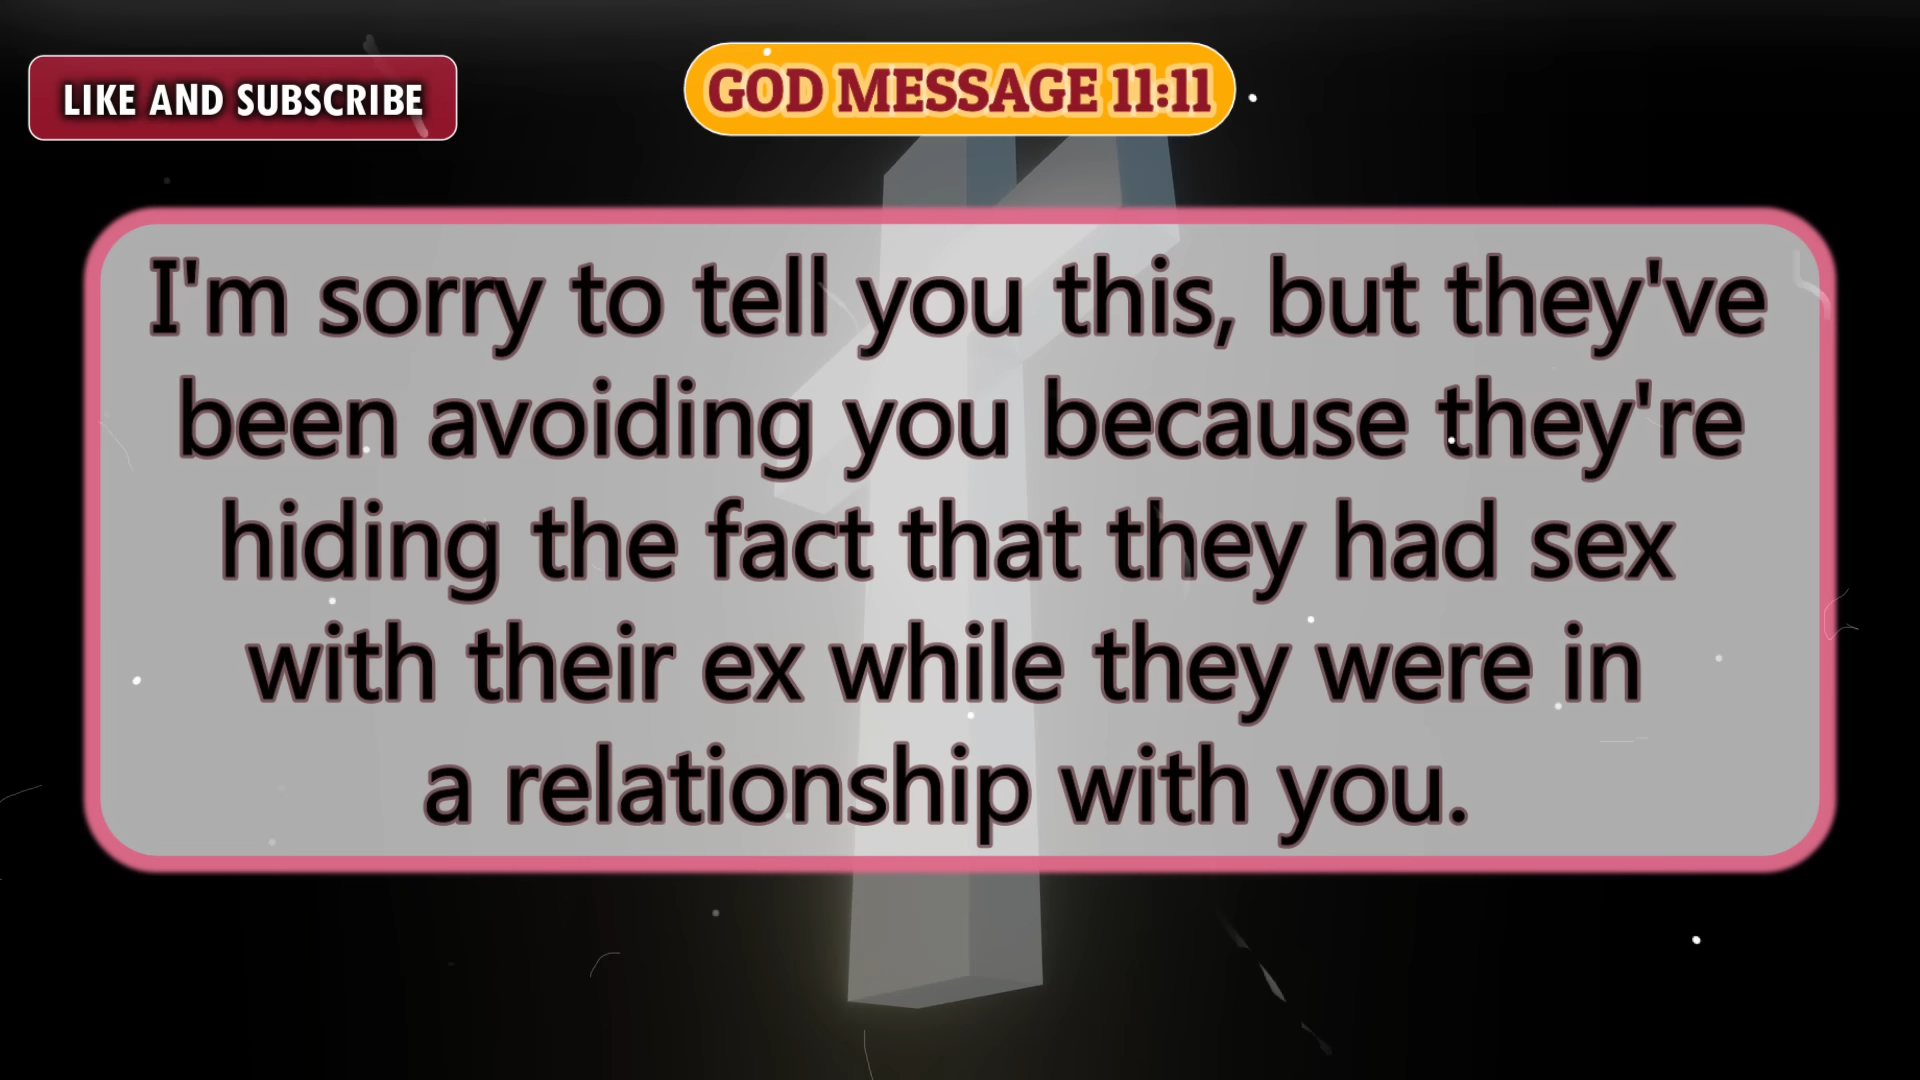 LIKE AND SUBSCRIBE
GOD MESSAGE 11:11
I'm sorry to tell you this, but they've
been avoiding you because they're
hiding the fact that they had sex
with their ex while they were in
a relationship with you.